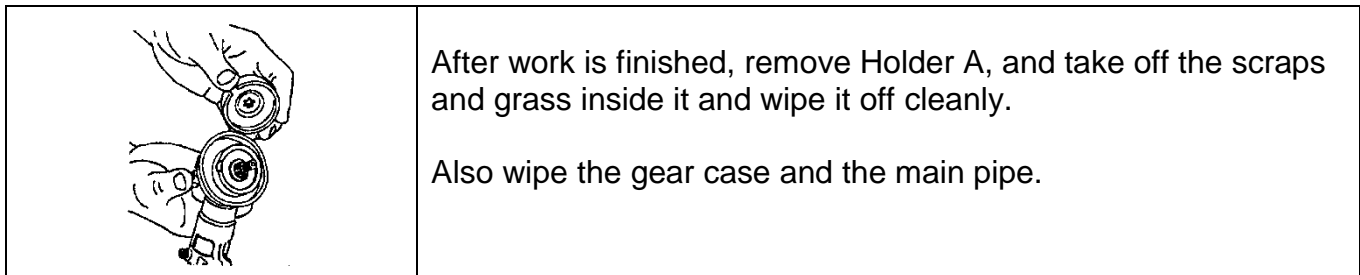 After work is finished, remove Holder A, and take off the scraps
and grass inside it and wipe it off cleanly.
Also wipe the gear case and the main pipe.